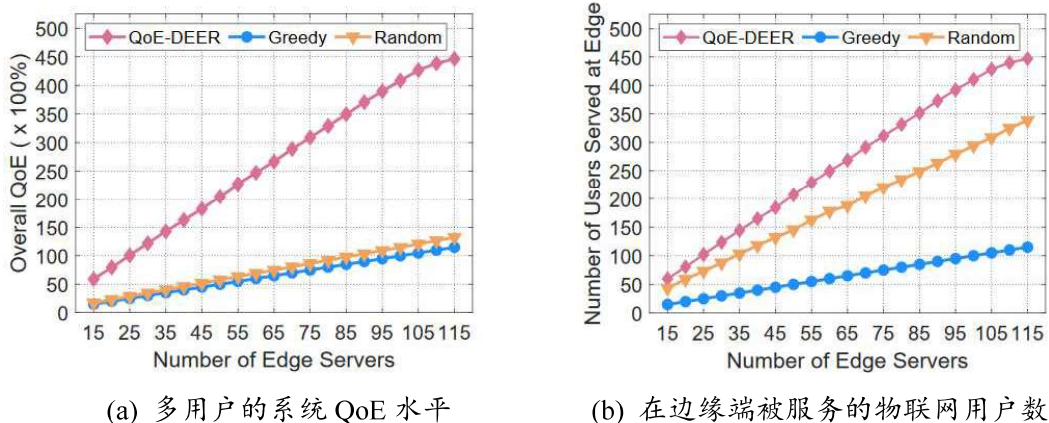 QoE-DEER Greedy Random
Overall QoE ( x 100%)
500
450
400
350
300
250
200
150
100
50
0
15 25 35 45 55 65 75 85 95 105 115
Number of Edge Servers
(a) 多用户的系统 QoE 水平
QoE-DEER Greedy Random
Number of Users Served at Edge
500
450
400
350
300
250
200
150
100
50
0
15 25 35 45 55 65 75 85 95 105 115
Number of Edge Servers
(b) 在边缘端被服务的物联网用户数